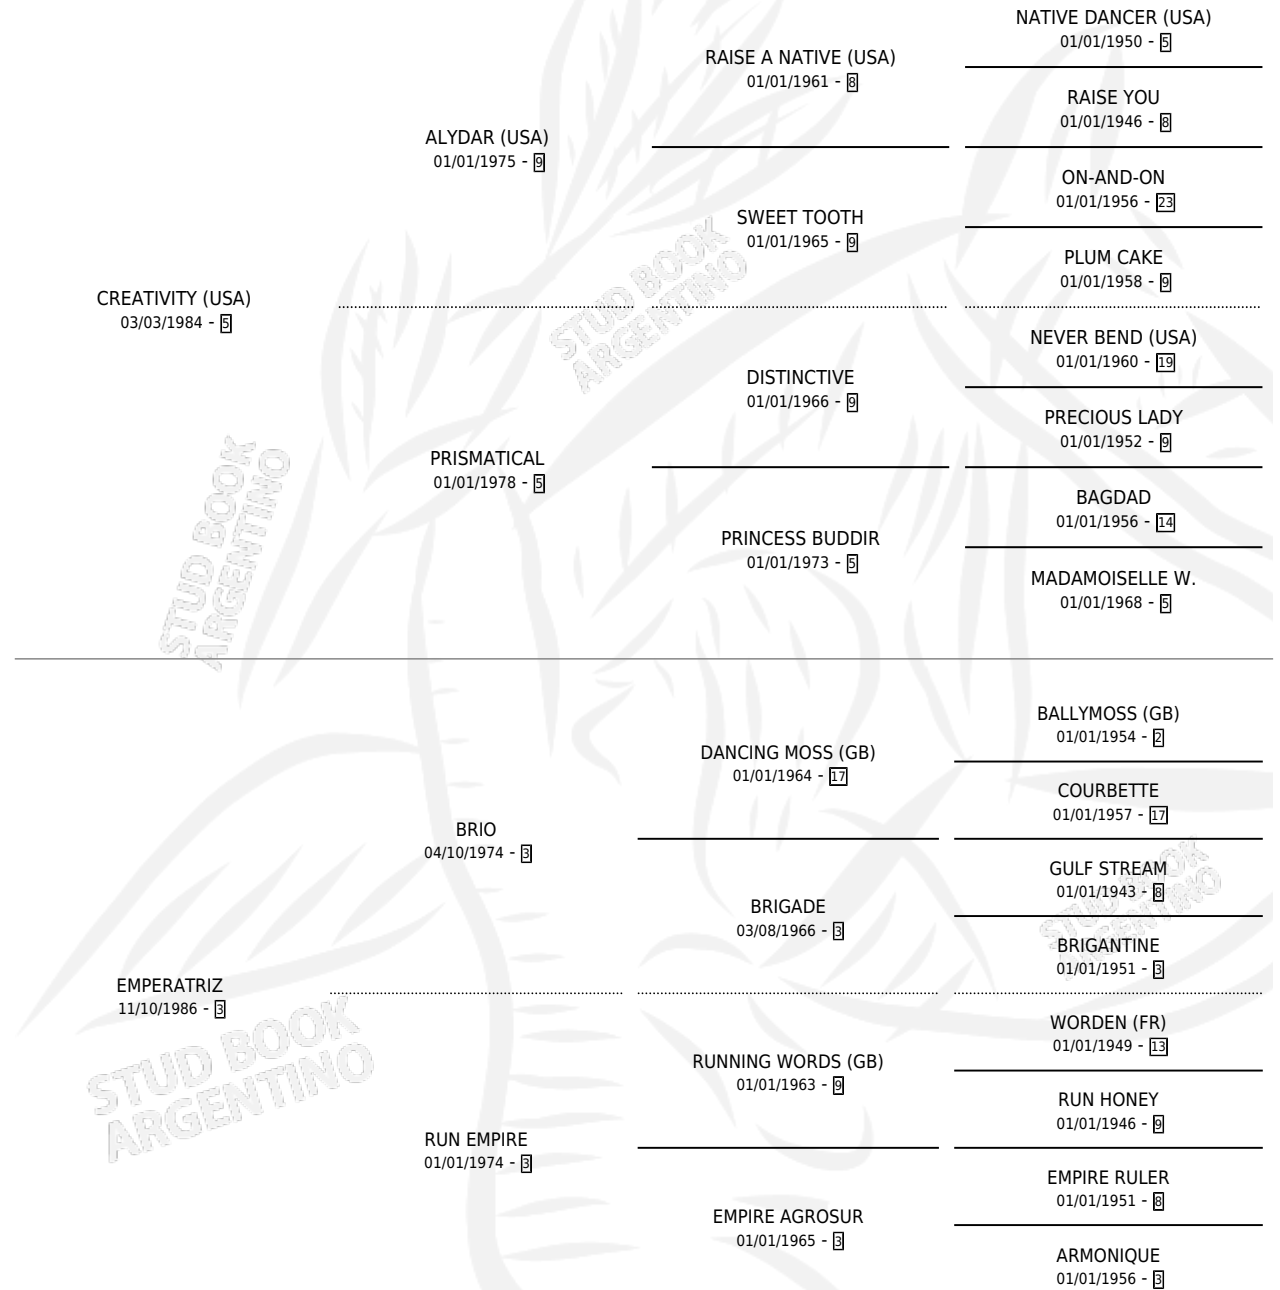 NATIVE DANCER (USA)
01/01/1950 - 5
RAISE A NATIVE (USA)
01/01/1961 - 8
RAISE YOU
01/01/1946 - 8
ALYDAR (USA)
01/01/1975 - 9
ON-AND-ON
01/01/1956 - 23
SWEET TOOTH
01/01/1965 - 9
PLUM CAKE
01/01/1958 - 9
CREATIVITY (USA)
03/03/1984 - 5
NEVER BEND (USA)
01/01/1960 - 19
DISTINCTIVE
01/01/1966 - 9
PRECIOUS LADY
01/01/1952 - 9
PRISMATICAL
01/01/1978 - 5
BAGDAD
01/01/1956 - 14
PRINCESS BUDDIR
01/01/1973 - 5
MADAMOISELLE W.
01/01/1968 - 5
BALLYMOSS (GB)
01/01/1954 - 2
DANCING MOSS (GB)
01/01/1964 - 17
COURBETTE
01/01/1957 - 17
BRIO
04/10/1974 - 3
GULF STREAM
01/01/1943 - 8
BRIGADE
03/08/1966 - 3
BRIGANTINE
01/01/1951 - 3
EMPERATRIZ
11/10/1986 - 3
WORDEN (FR)
01/01/1949 - 13
RUNNING WORDS (GB)
01/01/1963 - 9
RUN HONEY
01/01/1946 - 9
RUN EMPIRE
01/01/1974 - 3
EMPIRE RULER
01/01/1951 - 8
EMPIRE AGROSUR
01/01/1965 - 3
ARMONIQUE
01/01/1956 - 3
STUD BOOK
ARGENTINO
STUD BOOK
ARGENTINO
STUD BOOK
ARGENTINO
STUD BOOK
ARGENTINO